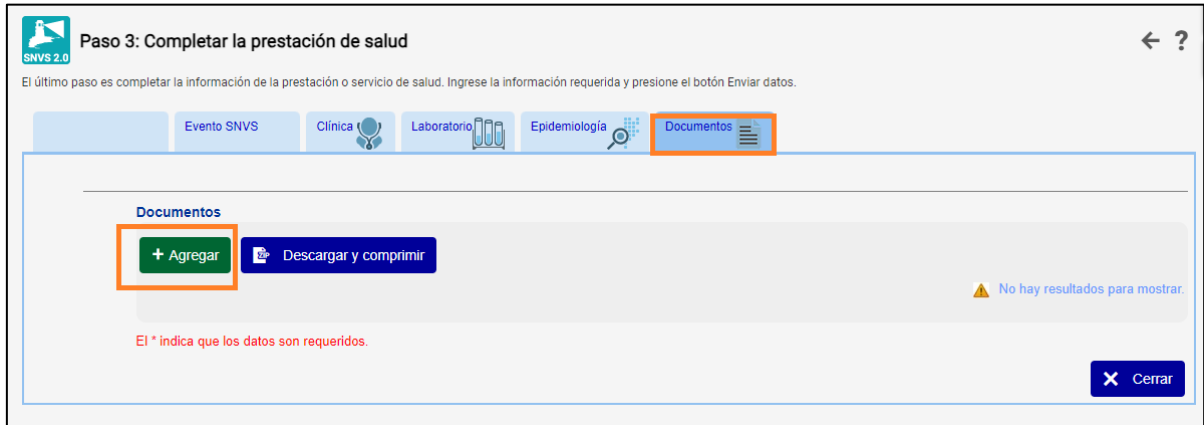 SNVS 2.0
Paso 3: Completar la prestación de salud
?
El último paso es completar la información de la prestación o servicio de salud. Ingrese la información requerida y presione el botón Enviar datos.
Evento SNVS Clínica Laboratorio Epidemiología Documentos
Documentos
+ Agregar ZIP Descargar y comprimir
No hay resultados para mostrar.
El * indica que los datos son requeridos.
X Cerrar